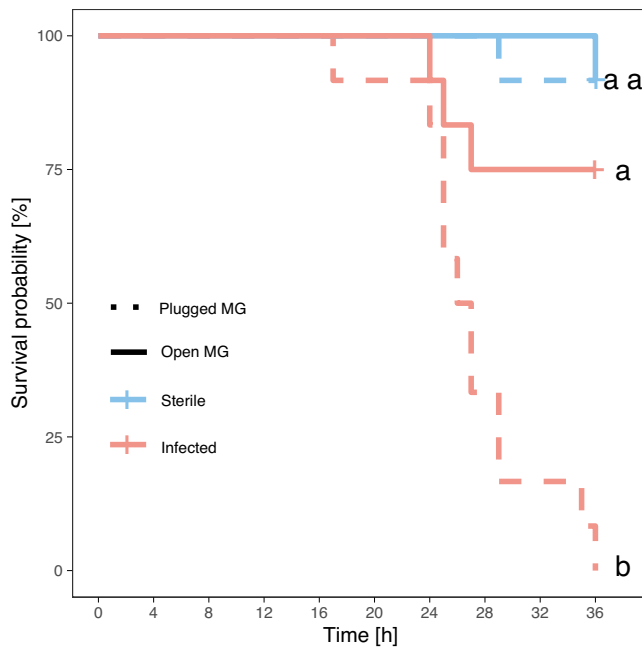 100
a a
75
a
50
25
0
b
Survival probability [%]
Plugged MG
Open MG
Sterile
Infected
0 4 8 12 16 20 24 28 32 36
Time [h]